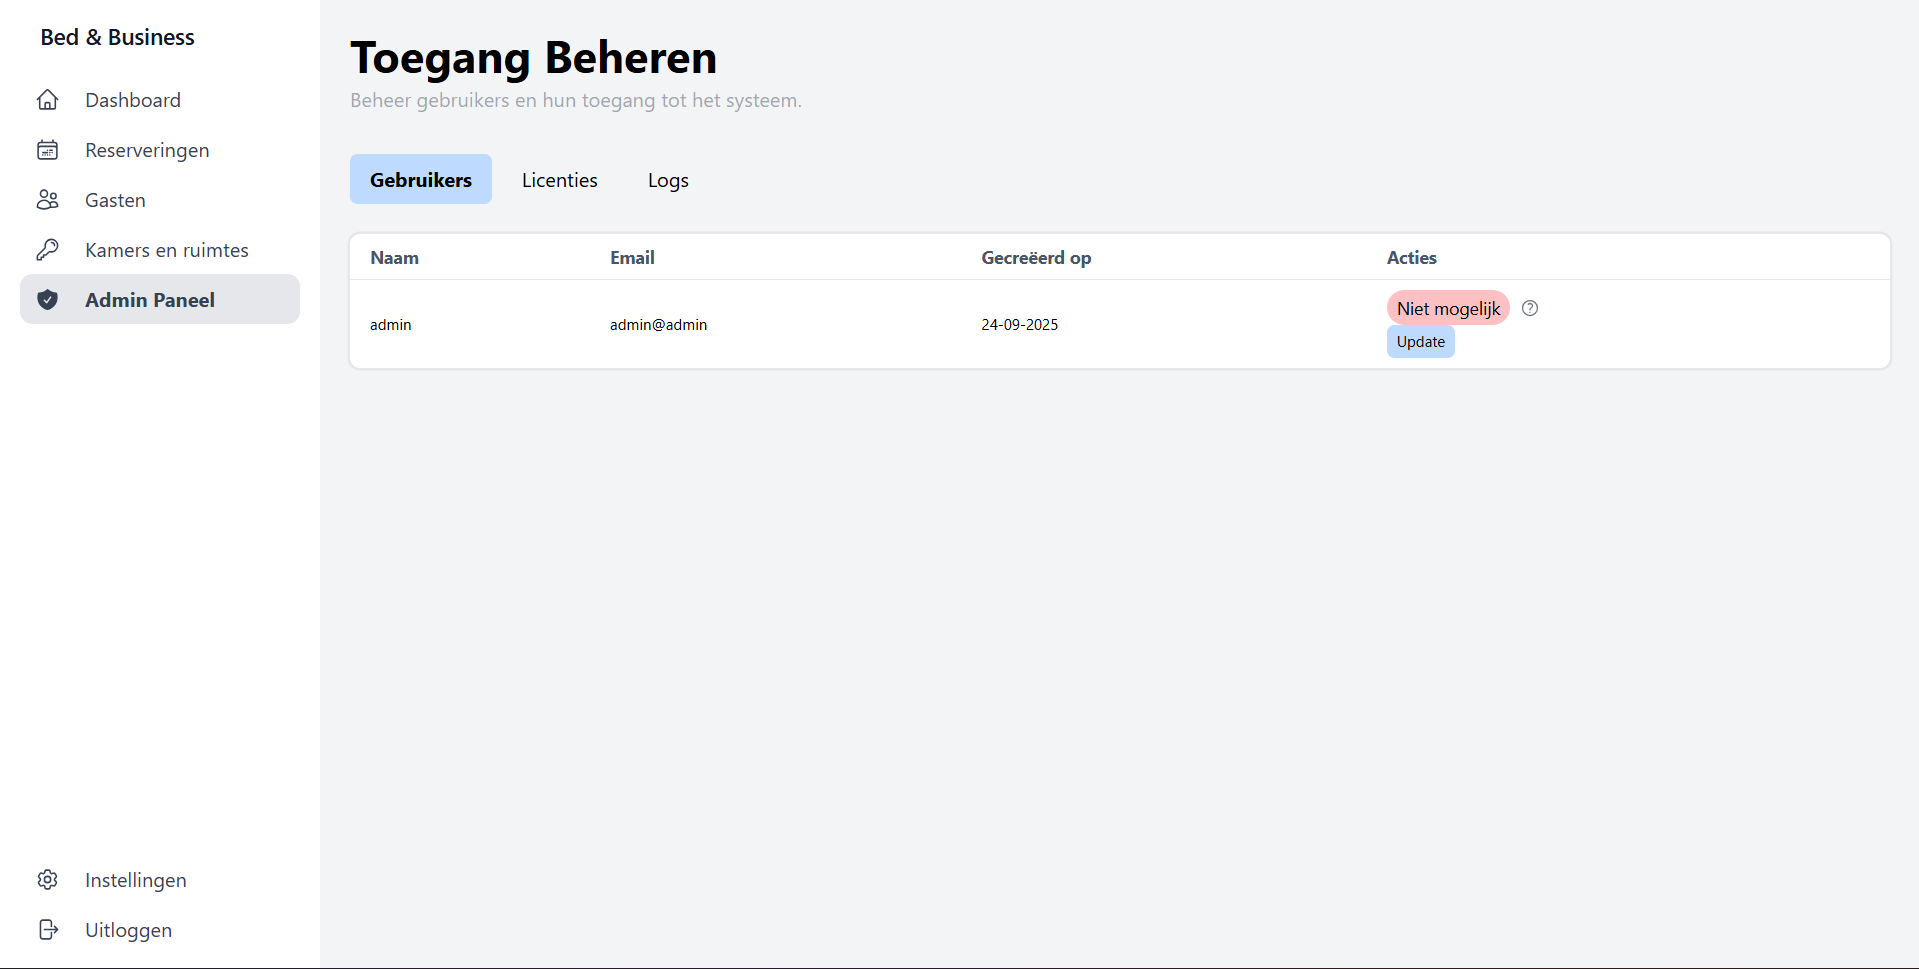 Bed & Business
Dashboard
Reserveringen
Gasten
Kamers en ruimtes
Admin Paneel
Instellingen
Uitloggen
Toegang Beheren
Beheer gebruikers en hun toegang tot het systeem.
Gebruikers Licenties Logs
Naam Email Gecreëerd op Acties
admin admin@admin 24-09-2025 Niet mogelijk ?
Update